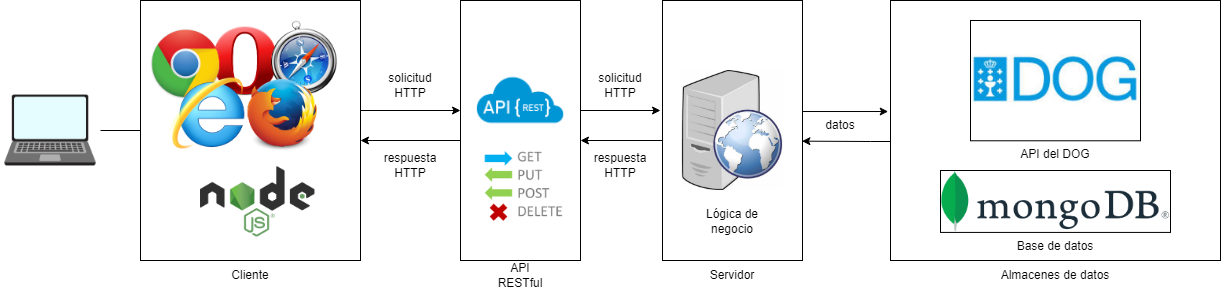 solicitud
HTTP
respuesta
HTTP
node
JS
Cliente
API {REST}
GET
PUT
POST
DELETE
API
RESTful
solicitud
HTTP
respuesta
HTTP
Lógica de
negocio
Servidor
datos
DOG
API del DOG
mongoDB®
Base de datos
Almacenes de datos